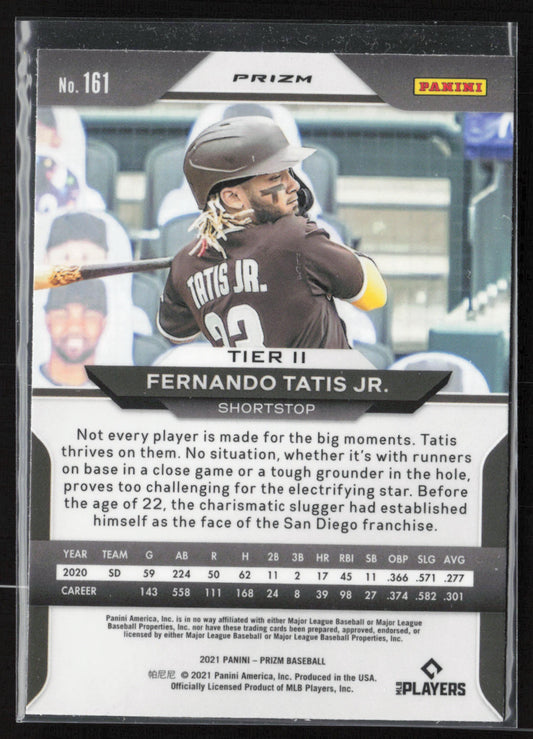 No. 161
PRIZM
PANINI
TATIS JR.
23
TIER II
FERNANDO TATIS JR.
SHORTSTOP
Not every player is made for the big moments. Tatis
thrives on them. No situation, whether it's with runners
on base in a close game or a tough grounder in the hole,
proves too challenging for the electrifying star. Before
the age of 22, the charismatic slugger had established
himself as the face of the San Diego franchise.
YEAR TEAM G AB R H 2B 3B HR RBI SB OBP SLG AVG
2020 SD 59 224 50 62 11 2 17 45 11 .366 .571 .277
CAREER 143 558 111 168 24 8 39 98 27 .374 .582 .301
Panini America, Inc. is in no way affiliated with either Major League Baseball or Major League
Baseball Properties, Inc. nor have these trading cards been prepared, approved, endorsed, or
licensed by either Major League Baseball or Major League Baseball Properties, Inc.
2021 PANINI – PRIZM BASEBALL
帕尼尼 © 2021 Panini America, Inc. Produced in the USA.
Officially Licensed Product of MLB Players, Inc.
MLB PLAYERS